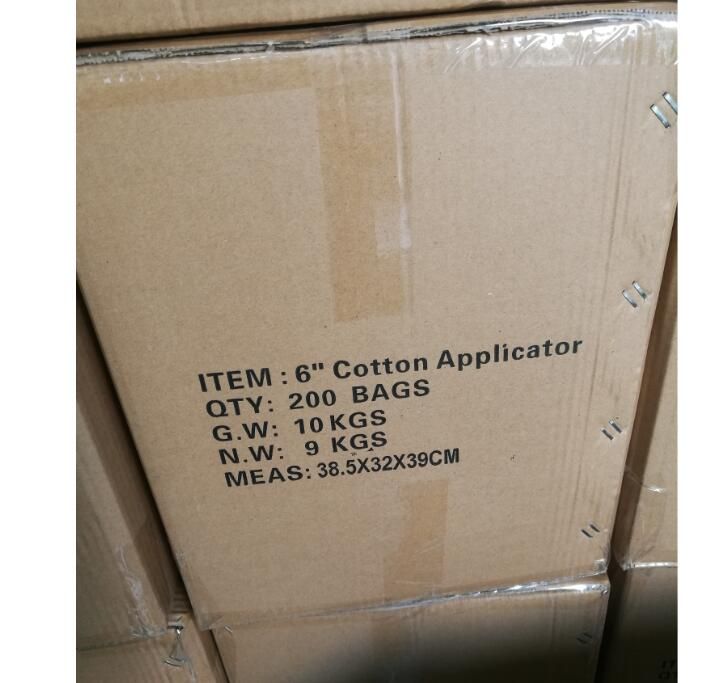 ITEM : 6" Cotton Applicator
QTY: 200 BAGS
G.W: 10 KGS
N.W: 9 KGS
MEAS: 38.5X32X39CM